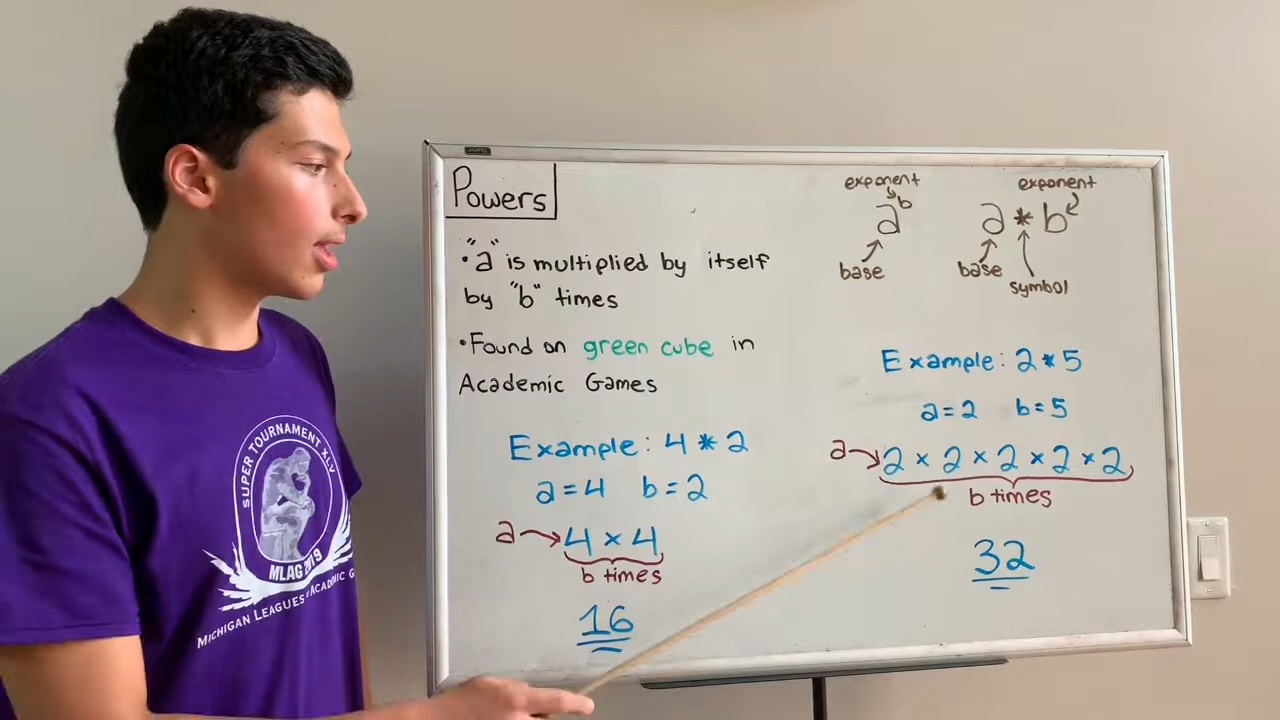 Powers
• "a" is multiplied by itself
by "b" times
• Found on green cube in
Academic Games
Example: 4 * 2
a = 4 b = 2
a 4 × 4
b times
16
exponent
a b
base
exponent
a * b
base
symbol
Example: 2 * 5
a = 2 b = 5
a 2 × 2 × 2 × 2 × 2
b times
32
SUPER TOURNAMENT XLV
MLAG 2019
MICHIGAN LEAGUES of ACADEMIC G